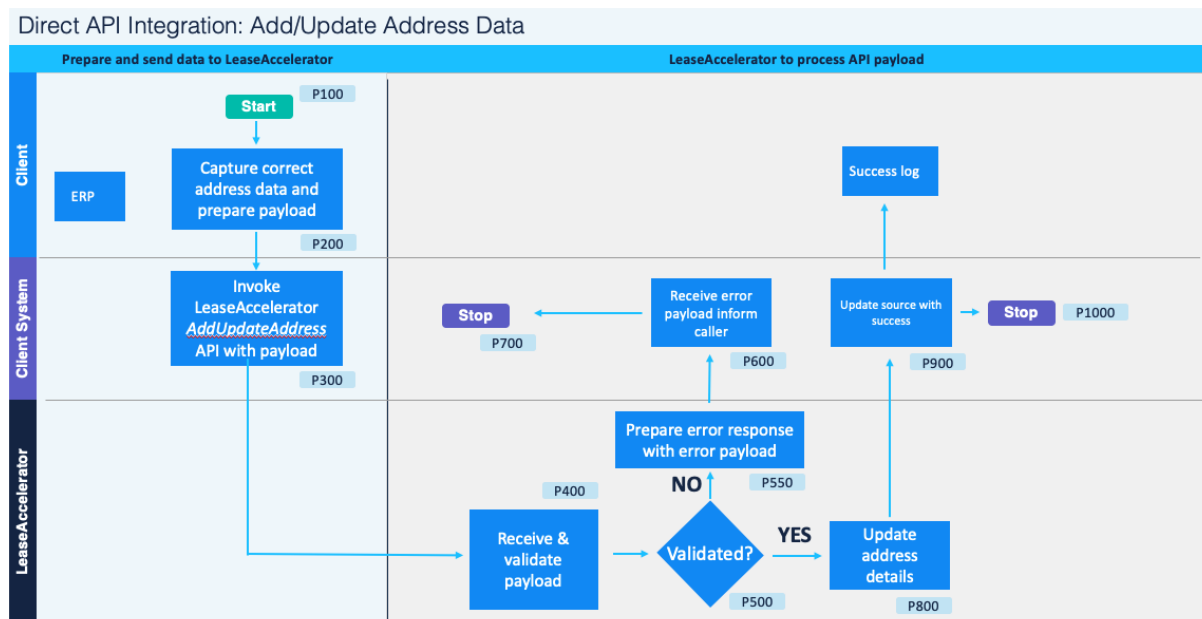 Direct API Integration: Add/Update Address Data
Prepare and send data to LeaseAccelerator
LeaseAccelerator to process API payload
Client
Start
P100
ERP
Capture correct
address data and
prepare payload
P200
Success log
Client System
Invoke
LeaseAccelerator
AddUpdateAddress
API with payload
P300
Stop
P700
Receive error
payload inform
caller
P600
Update source with
success
P900
Stop
P1000
LeaseAccelerator
Prepare error response
with error payload
P550
NO
P400
Receive &
validate
payload
Validated?
P500
YES
Update
address
details
P800